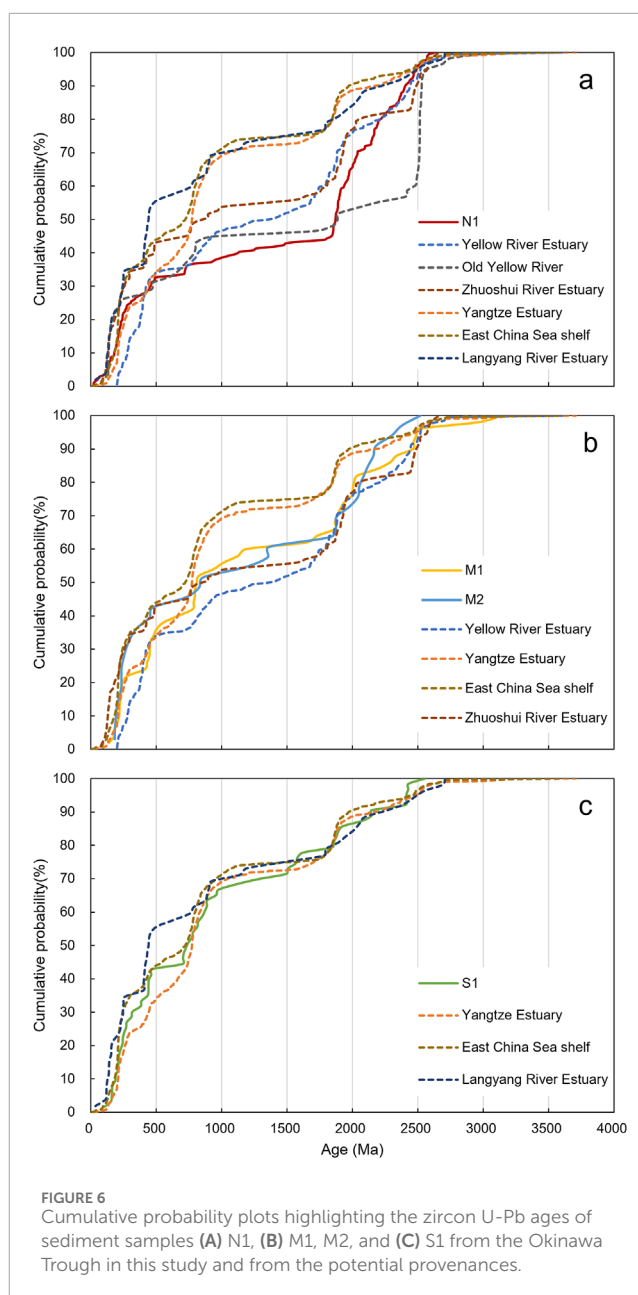 a
Cumulative probability(%)
100
90
80
70
60
50
40
30
20
10
0
N1
Yellow River Estuary
Old Yellow River
Zhuoshui River Estuary
Yangtze Estuary
East China Sea shelf
Langyang River Estuary
b
Cumulative probability(%)
100
90
80
70
60
50
40
30
20
10
0
M1
M2
Yellow River Estuary
Yangtze Estuary
East China Sea shelf
Zhuoshui River Estuary
c
Cumulative probability(%)
100
90
80
70
60
50
40
30
20
10
0
S1
Yangtze Estuary
East China Sea shelf
Langyang River Estuary
0 500 1000 1500 2000 2500 3000 3500 4000
Age (Ma)
FIGURE 6
Cumulative probability plots highlighting the zircon U-Pb ages of
sediment samples (A) N1, (B) M1, M2, and (C) S1 from the Okinawa
Trough in this study and from the potential provenances.